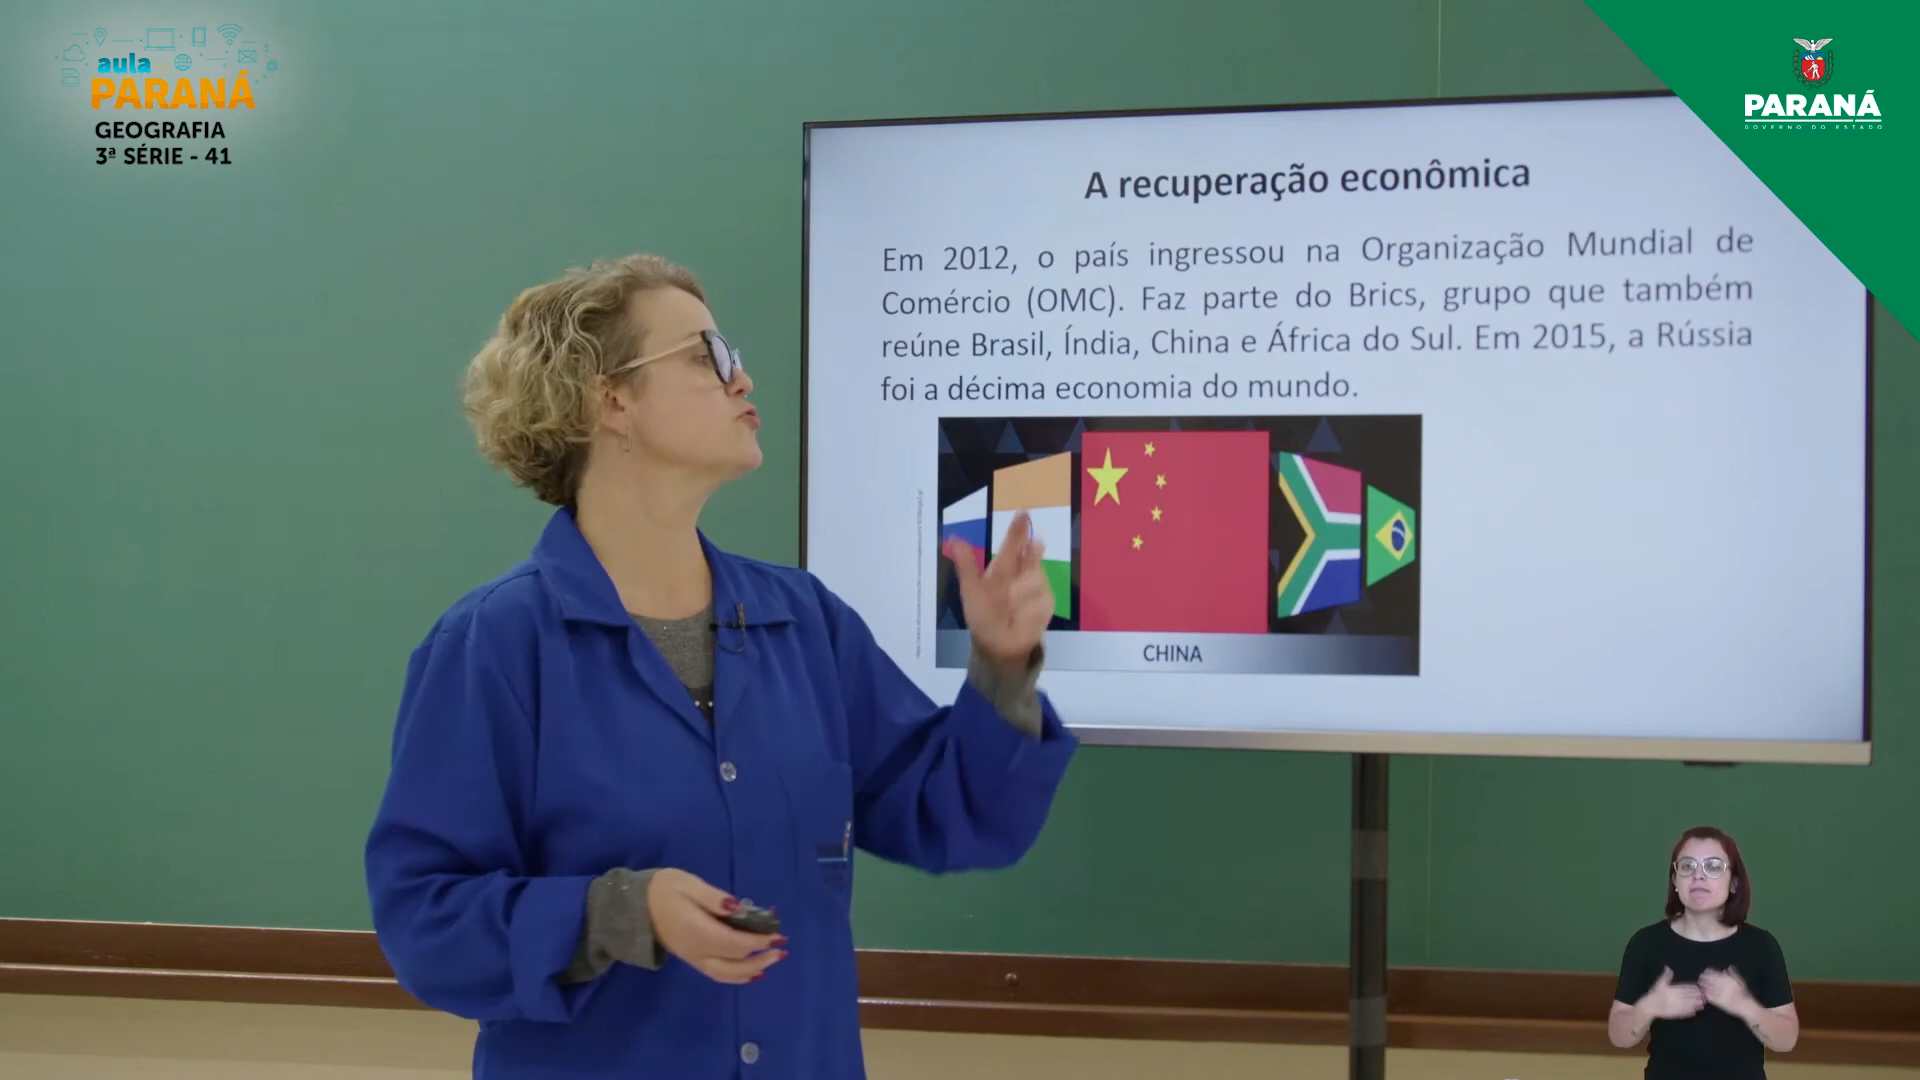 aula
PARANÁ
GEOGRAFIA
3ª SÉRIE - 41
PARANÁ
GOVERNO DO ESTADO
A recuperação econômica
Em 2012, o país ingressou na Organização Mundial de
Comércio (OMC). Faz parte do Brics, grupo que também
reúne Brasil, Índia, China e África do Sul. Em 2015, a Rússia
foi a décima economia do mundo.
CHINA